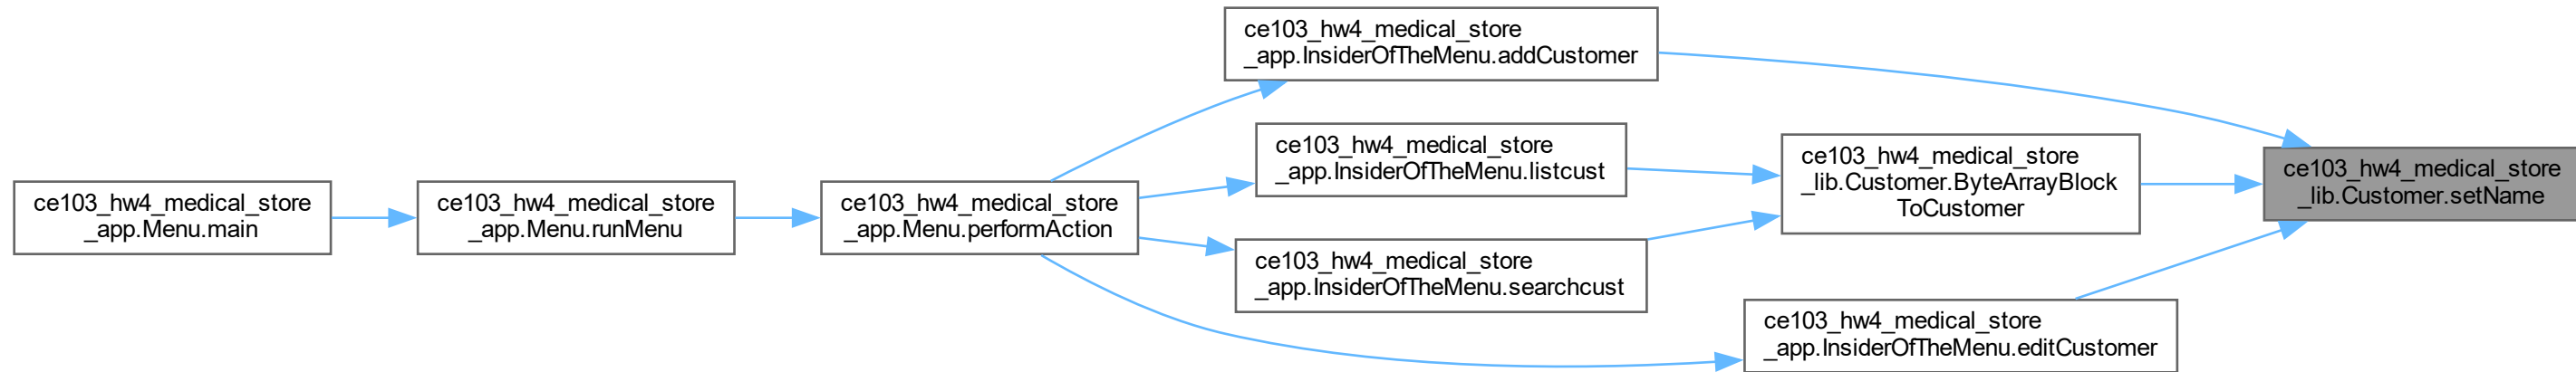 ce103_hw4_medical_store
_app.Menu.main
ce103_hw4_medical_store
_app.Menu.runMenu
ce103_hw4_medical_store
_app.Menu.performAction
ce103_hw4_medical_store
_app.InsiderOfTheMenu.addCustomer
ce103_hw4_medical_store
_app.InsiderOfTheMenu.listcust
ce103_hw4_medical_store
_app.InsiderOfTheMenu.searchcust
ce103_hw4_medical_store
_lib.Customer.ByteArrayBlock
ToCustomer
ce103_hw4_medical_store
_app.InsiderOfTheMenu.editCustomer
ce103_hw4_medical_store
_lib.Customer.setName